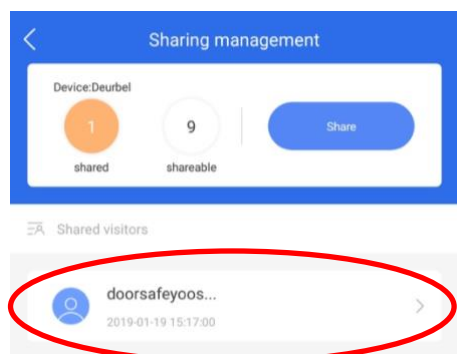 Sharing management
Device:Deurbel
1
9
Share
shared
shareable
Shared visitors
doorsafeyoos...
2019-01-19 15:17:00